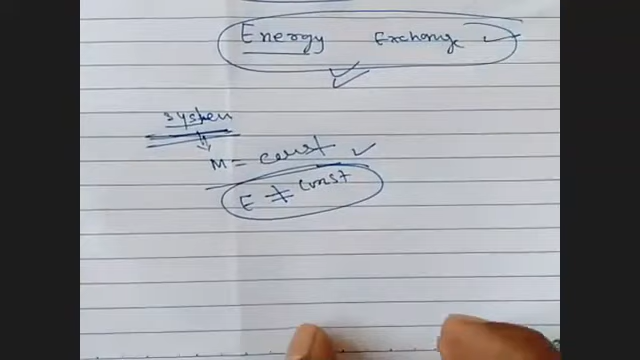 Energy Exchange
system
M = const
E ≠ const